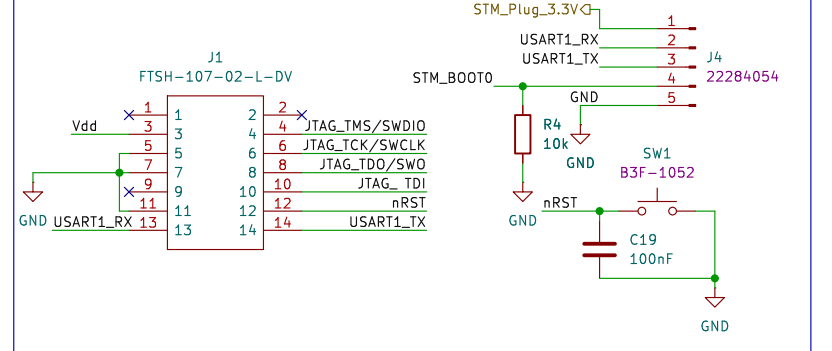 STM_Plug_3.3V
1
USART1_RX 2
USART1_TX 3
STM_BOOT0 4
GND 5
J4
22284054
R4
10k
GND
GND
J1
FTSH-107-02-L-DV
1 1 2 2
Vdd 3 3 4 4 JTAG_TMS/SWDIO
5 5 6 6 JTAG_TCK/SWCLK
7 7 8 8 JTAG_TDO/SWO
9 9 10 10 JTAG_ TDI
11 11 12 12 nRST
USART1_RX 13 13 14 14 USART1_TX
GND
SW1
B3F-1052
nRST
C19
100nF
GND